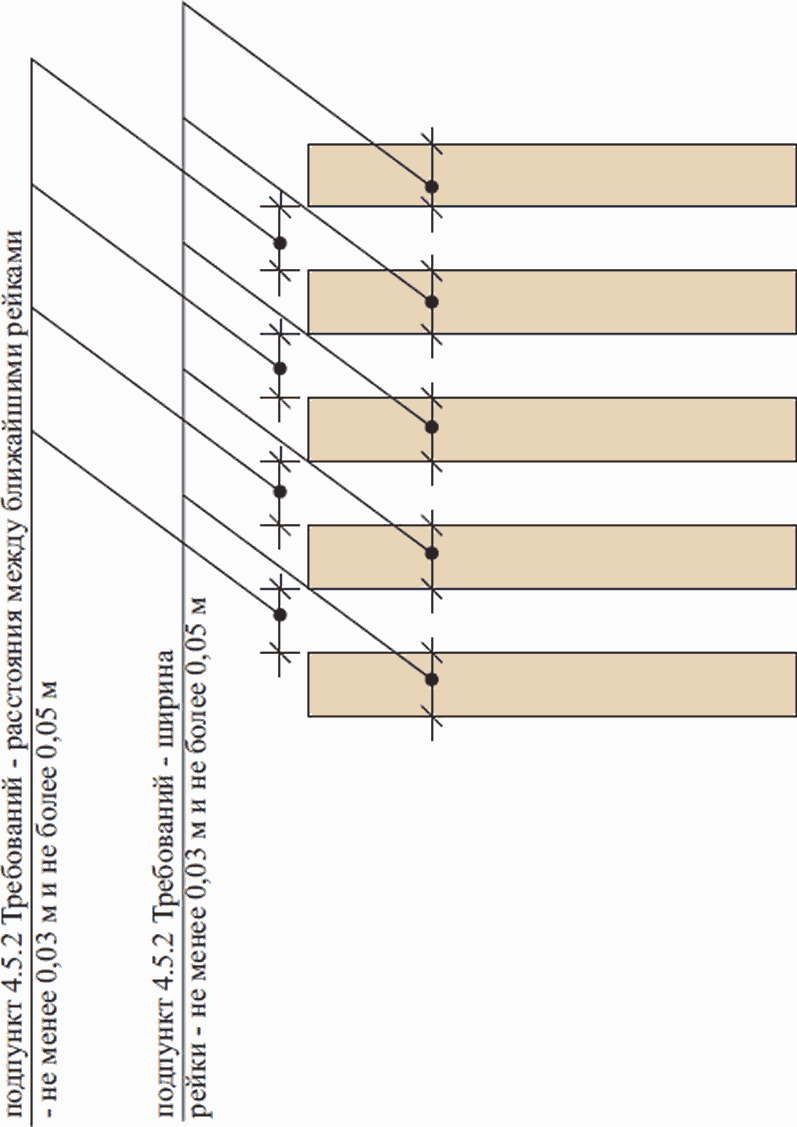 подпункт 4.5.2 Требований - расстояния между ближайшими рейками
- не менее 0,03 м и не более 0,05 м
подпункт 4.5.2 Требований - ширина
рейки - не менее 0,03 м и не более 0,05 м